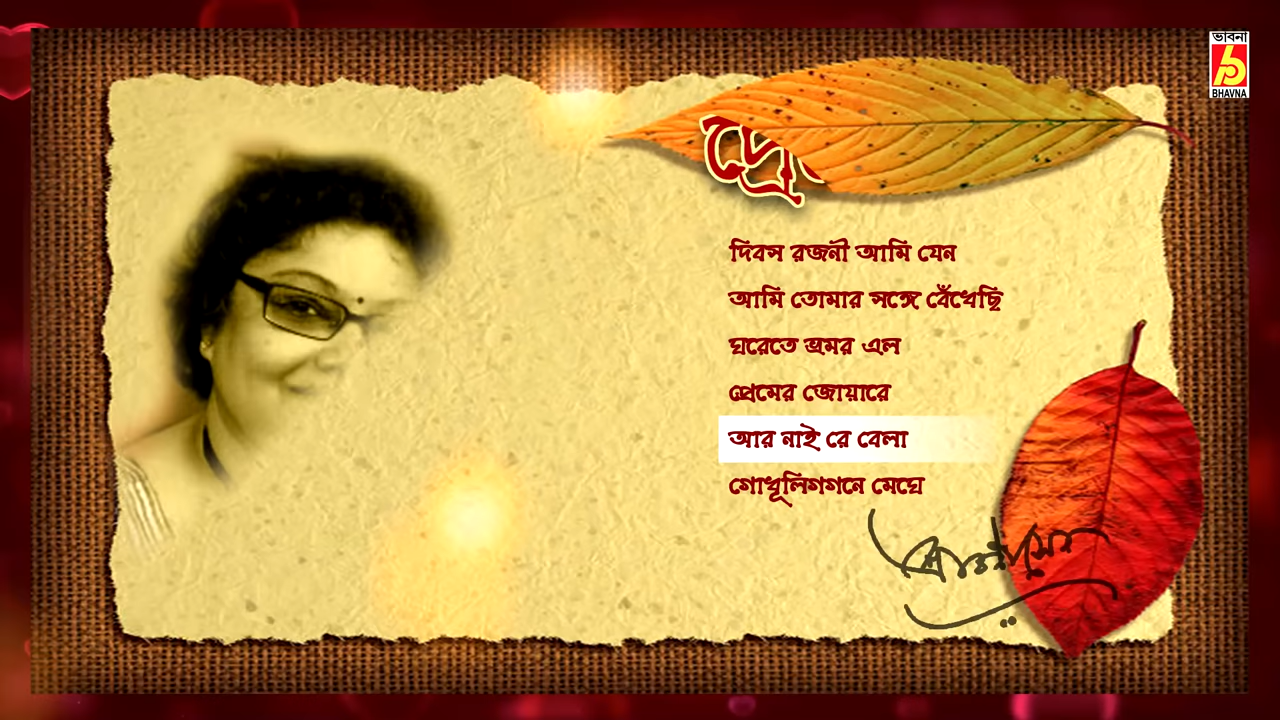 ভাবনা
BHAVNA
দিবস রজনী আমি যেন
আমি তোমার সঙ্গে বেঁধেছি
ঘরেতে ভ্রমর এল
প্রেমের জোয়ারে
আর নাই রে বেলা
গোধূলিগগনে মেঘে